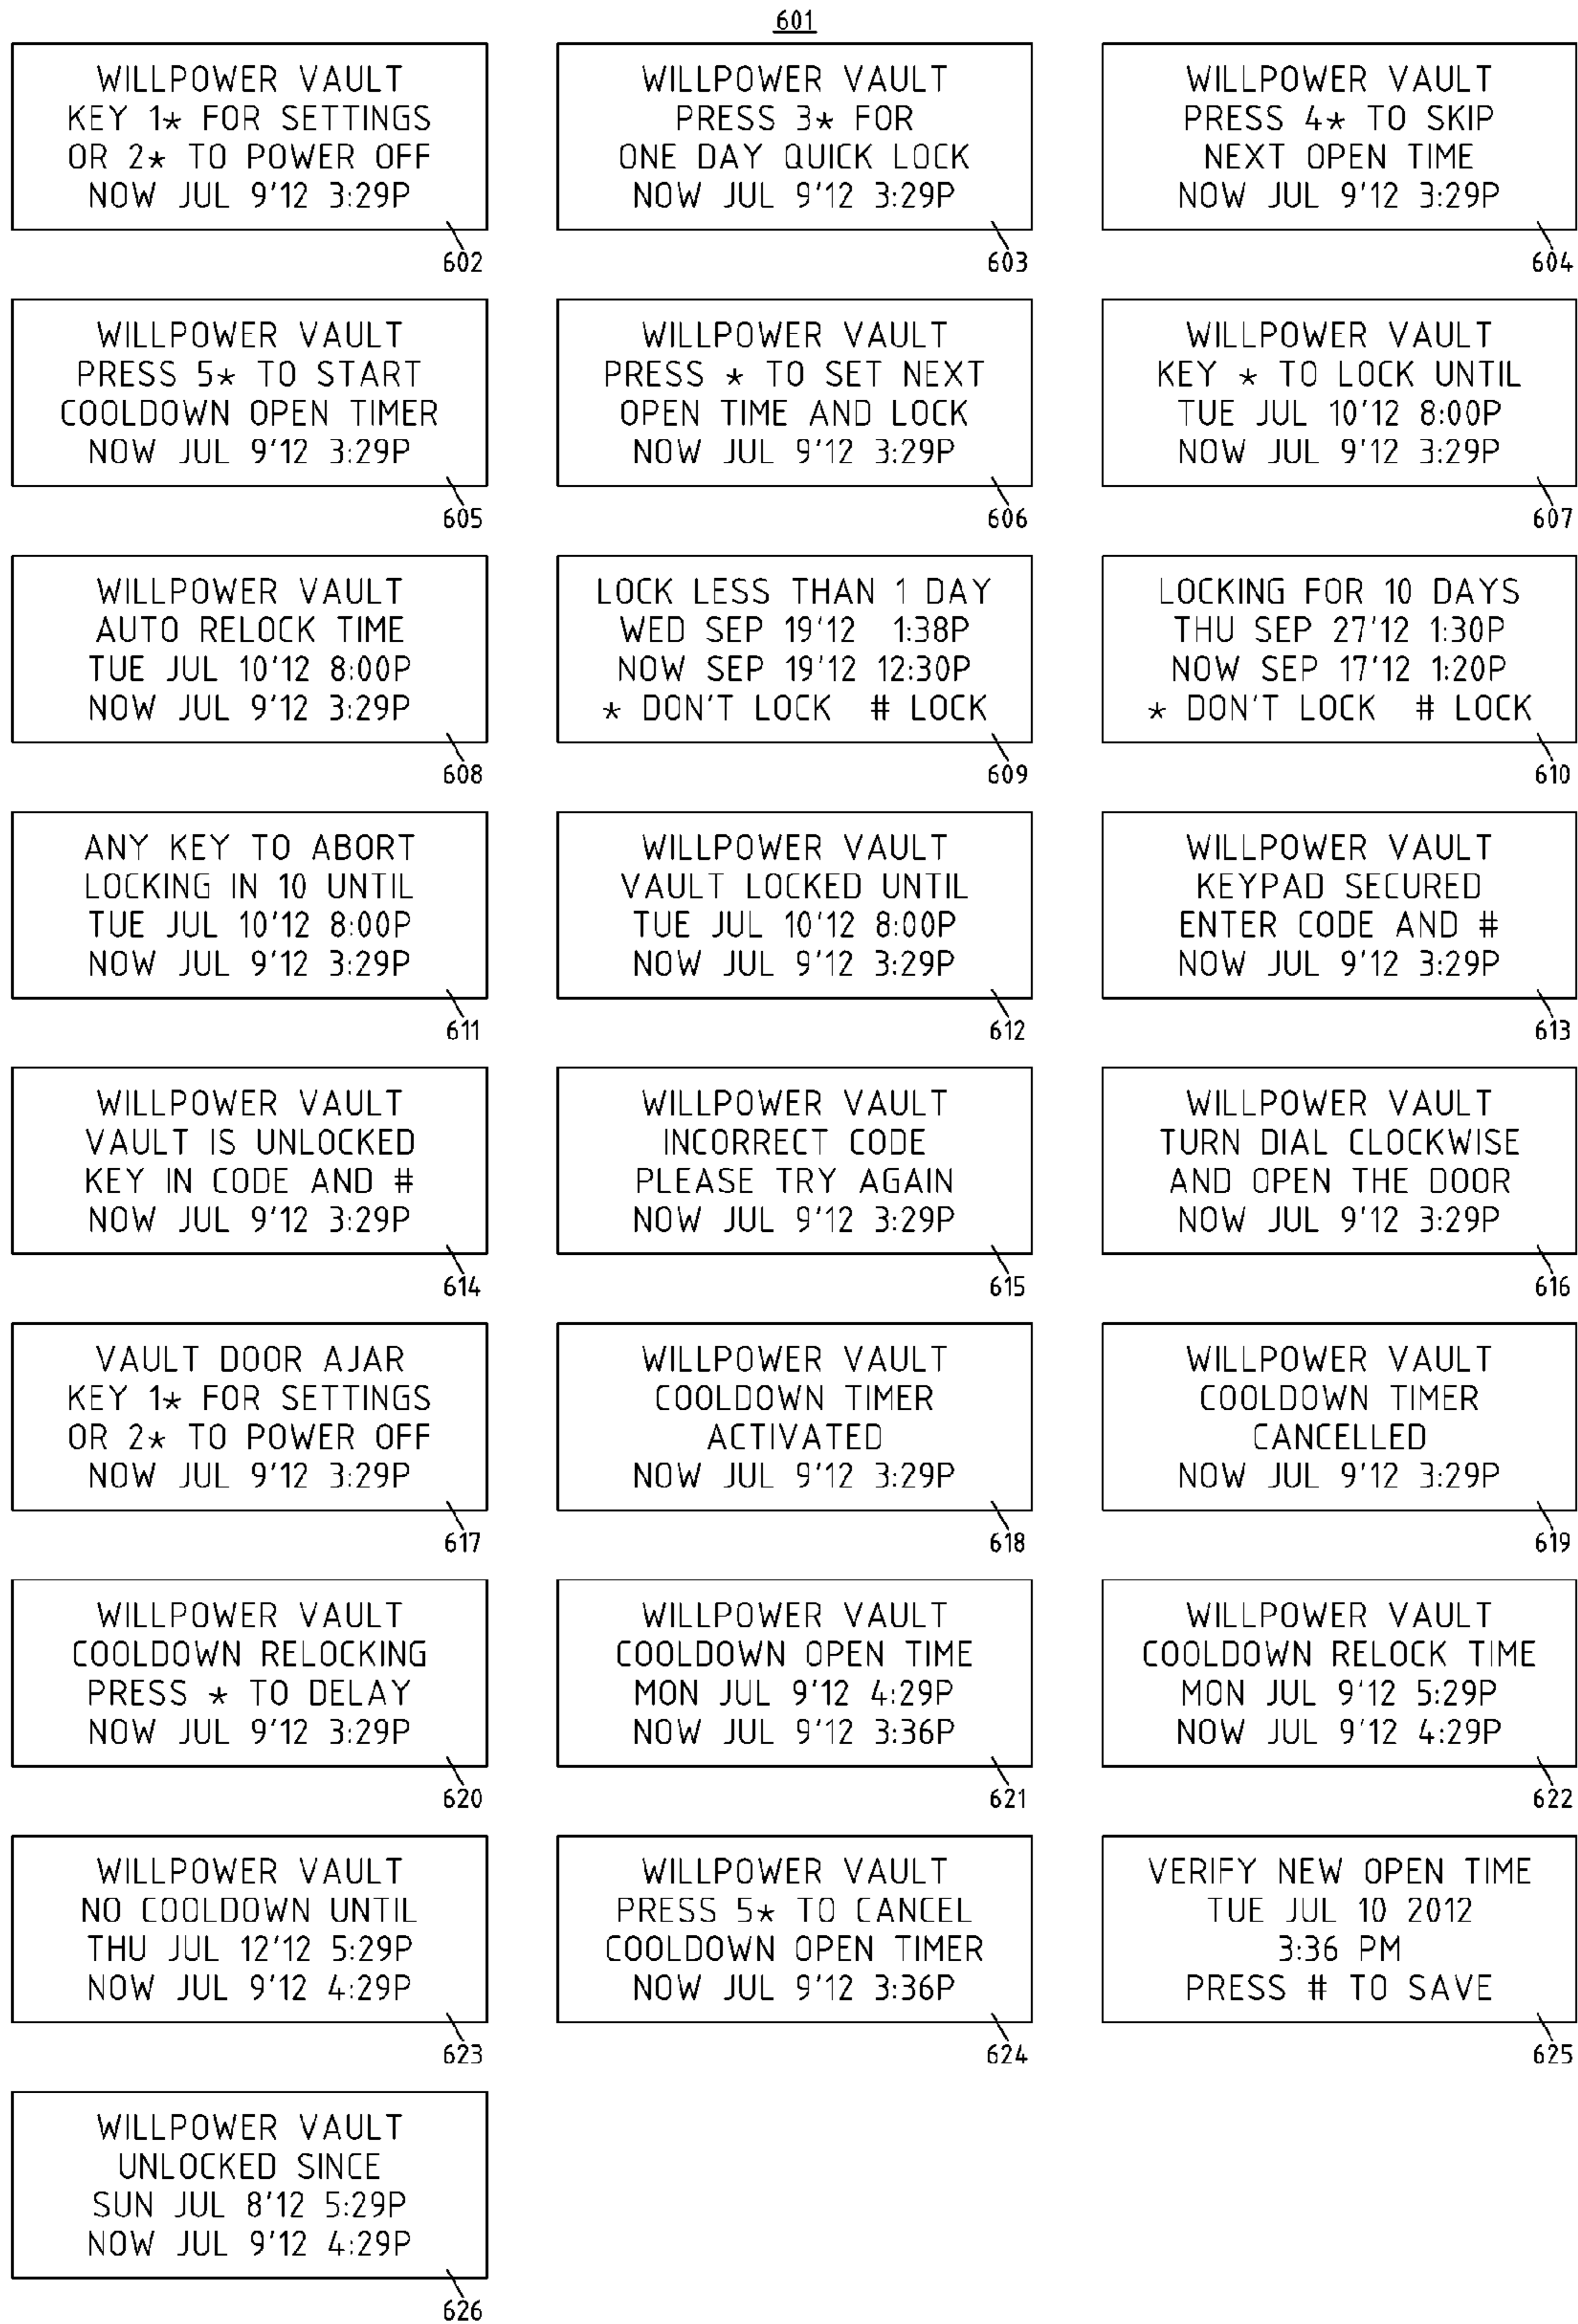 601
WILLPOWER VAULT
KEY 1* FOR SETTINGS
OR 2* TO POWER OFF
NOW JUL 9'12 3:29P
602
WILLPOWER VAULT
PRESS 3* FOR
ONE DAY QUICK LOCK
NOW JUL 9'12 3:29P
603
WILLPOWER VAULT
PRESS 4* TO SKIP
NEXT OPEN TIME
NOW JUL 9'12 3:29P
604
WILLPOWER VAULT
PRESS 5* TO START
COOLDOWN OPEN TIMER
NOW JUL 9'12 3:29P
605
WILLPOWER VAULT
PRESS * TO SET NEXT
OPEN TIME AND LOCK
NOW JUL 9'12 3:29P
606
WILLPOWER VAULT
KEY * TO LOCK UNTIL
TUE JUL 10'12 8:00P
NOW JUL 9'12 3:29P
607
WILLPOWER VAULT
AUTO RELOCK TIME
TUE JUL 10'12 8:00P
NOW JUL 9'12 3:29P
608
LOCK LESS THAN 1 DAY
WED SEP 19'12 1:38P
NOW SEP 19'12 12:30P
* DON'T LOCK # LOCK
609
LOCKING FOR 10 DAYS
THU SEP 27'12 1:30P
NOW SEP 17'12 1:20P
* DON'T LOCK # LOCK
610
ANY KEY TO ABORT
LOCKING IN 10 UNTIL
TUE JUL 10'12 8:00P
NOW JUL 9'12 3:29P
611
WILLPOWER VAULT
VAULT LOCKED UNTIL
TUE JUL 10'12 8:00P
NOW JUL 9'12 3:29P
612
WILLPOWER VAULT
KEYPAD SECURED
ENTER CODE AND #
NOW JUL 9'12 3:29P
613
WILLPOWER VAULT
VAULT IS UNLOCKED
KEY IN CODE AND #
NOW JUL 9'12 3:29P
614
WILLPOWER VAULT
INCORRECT CODE
PLEASE TRY AGAIN
NOW JUL 9'12 3:29P
615
WILLPOWER VAULT
TURN DIAL CLOCKWISE
AND OPEN THE DOOR
NOW JUL 9'12 3:29P
616
VAULT DOOR AJAR
KEY 1* FOR SETTINGS
OR 2* TO POWER OFF
NOW JUL 9'12 3:29P
617
WILLPOWER VAULT
COOLDOWN TIMER
ACTIVATED
NOW JUL 9'12 3:29P
618
WILLPOWER VAULT
COOLDOWN TIMER
CANCELLED
NOW JUL 9'12 3:29P
619
WILLPOWER VAULT
COOLDOWN RELOCKING
PRESS * TO DELAY
NOW JUL 9'12 3:29P
620
WILLPOWER VAULT
COOLDOWN OPEN TIME
MON JUL 9'12 4:29P
NOW JUL 9'12 3:36P
621
WILLPOWER VAULT
COOLDOWN RELOCK TIME
MON JUL 9'12 5:29P
NOW JUL 9'12 4:29P
622
WILLPOWER VAULT
NO COOLDOWN UNTIL
THU JUL 12'12 5:29P
NOW JUL 9'12 4:29P
623
WILLPOWER VAULT
PRESS 5* TO CANCEL
COOLDOWN OPEN TIMER
NOW JUL 9'12 3:36P
624
VERIFY NEW OPEN TIME
TUE JUL 10 2012
3:36 PM
PRESS # TO SAVE
625
WILLPOWER VAULT
UNLOCKED SINCE
SUN JUL 8'12 5:29P
NOW JUL 9'12 4:29P
626